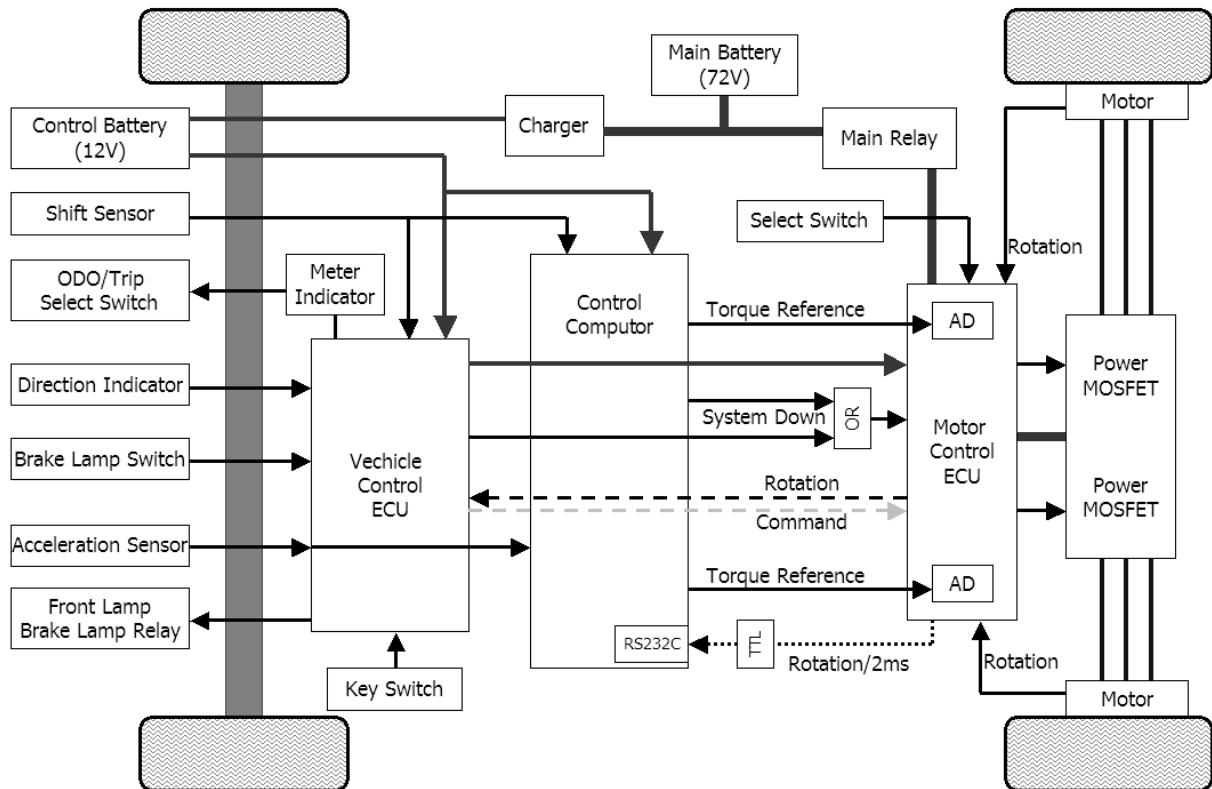 Main Battery
(72V)
Motor
Control Battery
(12V)
Charger
Main Relay
Shift Sensor
Select Switch
Rotation
ODO/Trip
Select Switch
Meter
Indicator
Control
Computor
Torque Reference
AD
Direction Indicator
Power
MOSFET
System Down
OR
Motor
Control
ECU
Brake Lamp Switch
Vechicle
Control
ECU
Rotation
Command
Power
MOSFET
Acceleration Sensor
Torque Reference
AD
Front Lamp
Brake Lamp Relay
RS232C
TTL
Rotation/2ms
Rotation
Key Switch
Motor